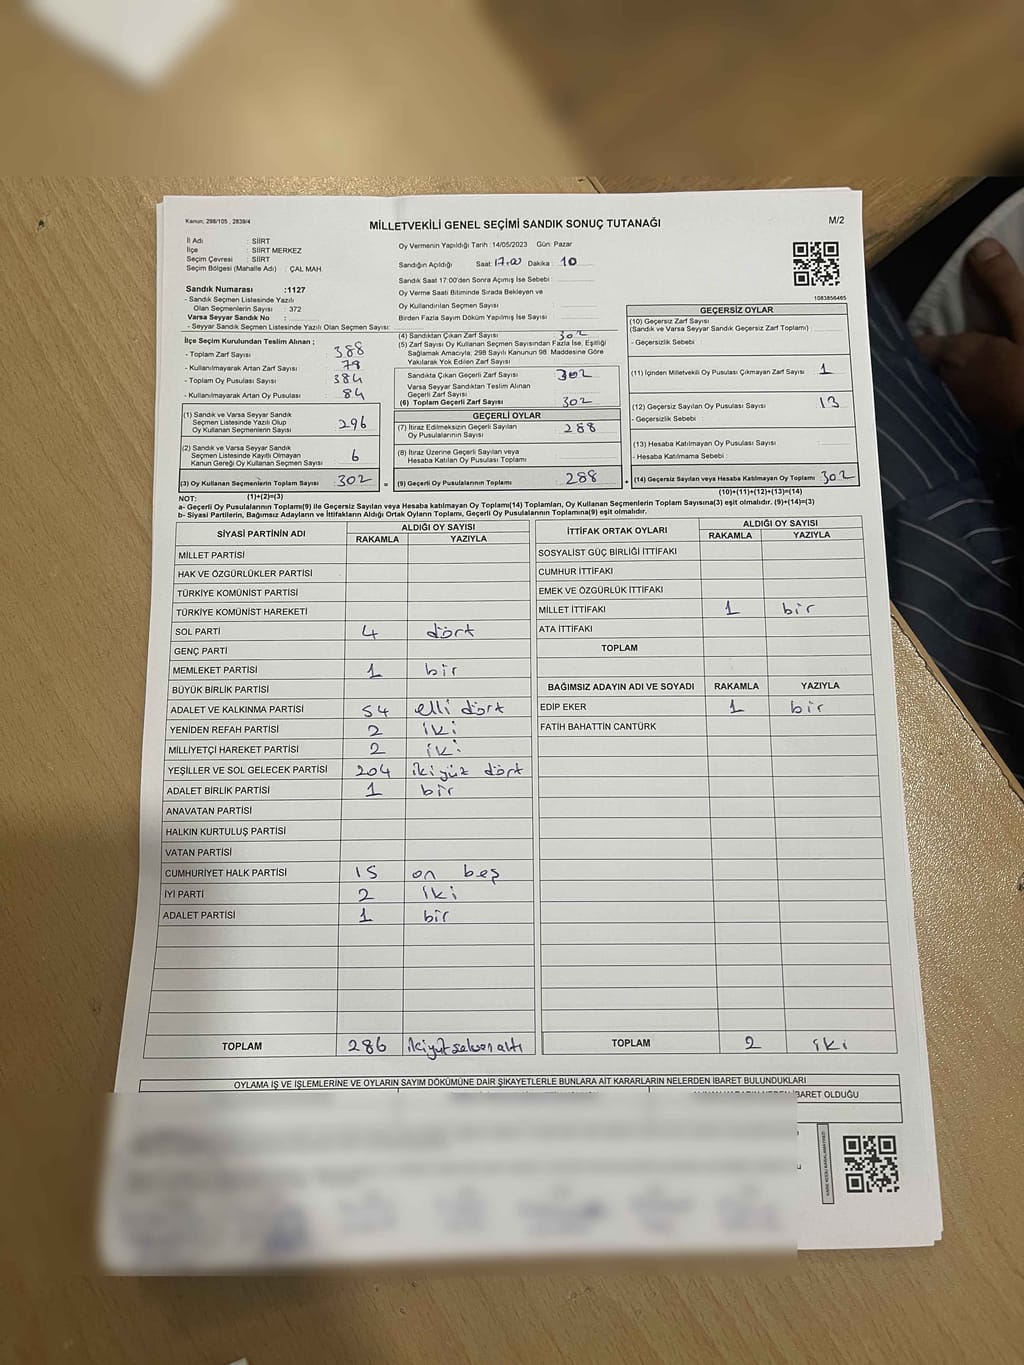 Kanun; 298/105 , 2839/4
MİLLETVEKİLİ GENEL SEÇİMİ SANDIK SONUÇ TUTANAĞI
M/2
İl Adı : SİİRT
İlçe : SİİRT MERKEZ
Seçim Çevresi : SİİRT
Seçim Bölgesi (Mahalle Adı) : ÇAL MAH.
Sandık Numarası :1127
- Sandık Seçmen Listesinde Yazılı
Olan Seçmenlerin Sayısı : 372
Varsa Seyyar Sandık No :
- Seyyar Sandık Seçmen Listesinde Yazılı Olan Seçmen Sayısı:
Oy Vermenin Yapıldığı Tarih :14/05/2023 Gün: Pazar
Sandığın Açıldığı Saat: 17.00 Dakika : 10
Sandık Saat 17:00'den Sonra Açımış İse Sebebi :
Oy Verme Saati Bitiminde Sırada Bekleyen ve
Oy Kullandırılan Seçmen Sayısı :
Birden Fazla Sayım Döküm Yapılmış İse Sayısı :
1083856465
İlçe Seçim Kurulundan Teslim Alınan ;
- Toplam Zarf Sayısı : 388
- Kullanılmayarak Artan Zarf Sayısı :
- Toplam Oy Pusulası Sayısı : 384
- Kullanılmayarak Artan Oy Pusulası : 84
(1) Sandık ve Varsa Seyyar Sandık
Seçmen Listesinde Yazılı Olup
Oy Kullanan Seçmenlerin Sayısı : 296
(2) Sandık ve Varsa Seyyar Sandık
Seçmen Listesinde Kayıtlı Olmayan
Kanun Gereği Oy Kullanan Seçmen Sayısı : 6
(3) Oy Kullanan Seçmenlerin Toplam Sayısı : 302 =
(1)+(2)=(3)
(4) Sandıktan Çıkan Zarf Sayısı : 302
(5) Zarf Sayısı Oy Kullanan Seçmen Sayısından Fazla İse, Eşitliği
Sağlamak Amacıyla; 298 Sayılı Kanunun 98. Maddesine Göre
Yakılarak Yok Edilen Zarf Sayısı :
Sandıkta Çıkan Geçerli Zarf Sayısı : 302
Varsa Seyyar Sandıktan Teslim Alınan
Geçerli Zarf Sayısı :
(6) Toplam Geçerli Zarf Sayısı : 302
GEÇERLİ OYLAR
(7) İtiraz Edilmeksizin Geçerli Sayılan
Oy Pusulalarının Sayısı : 288
(8) İtiraz Üzerine Geçerli Sayılan veya
Hesaba Katılan Oy Pusulası Toplamı :
(9) Geçerli Oy Pusulalarının Toplamı : 288 +
GEÇERSİZ OYLAR
(10) Geçersiz Zarf Sayısı
(Sandık ve Varsa Seyyar Sandık Geçersiz Zarf Toplamı) :
- Geçersizlik Sebebi :
(11) İçinden Milletvekili Oy Pusulası Çıkmayan Zarf Sayısı : 1
(12) Geçersiz Sayılan Oy Pusulası Sayısı : 13
- Geçersizlik Sebebi :
(13) Hesaba Katılmayan Oy Pusulası Sayısı :
- Hesaba Katılmama Sebebi :
(14) Geçersiz Sayılan veya Hesaba Katılmayan Oy Toplamı : 302
(10)+(11)+(12)+(13)=(14)
NOT:
a- Geçerli Oy Pusulalarının Toplamı(9) ile Geçersiz Sayılan veya Hesaba katılmayan Oy Toplamı(14) Toplamları, Oy Kullanan Seçmenlerin Toplam Sayısına(3) eşit olmalıdır. (9)+(14)=(3)
b- Siyasi Partilerin, Bağımsız Adayların ve İttifakların Aldığı Ortak Oyların Toplamı, Geçerli Oy Pusulalarının Toplamına(9) eşit olmalıdır.
SİYASİ PARTİNİN ADI ALDIĞI OY SAYISI
RAKAMLA YAZIYLA
MİLLET PARTİSİ
HAK VE ÖZGÜRLÜKLER PARTİSİ
TÜRKİYE KOMÜNİST PARTİSİ
TÜRKİYE KOMÜNİST HAREKETİ
SOL PARTİ 4 dört
GENÇ PARTİ
MEMLEKET PARTİSİ 1 bir
BÜYÜK BİRLİK PARTİSİ
ADALET VE KALKINMA PARTİSİ 54 elli dört
YENİDEN REFAH PARTİSİ 2 iki
MİLLİYETÇİ HAREKET PARTİSİ 2 iki
YEŞİLLER VE SOL GELECEK PARTİSİ 204 ikiyüz dört
ADALET BİRLİK PARTİSİ 1 bir
ANAVATAN PARTİSİ
HALKIN KURTULUŞ PARTİSİ
VATAN PARTİSİ
CUMHURİYET HALK PARTİSİ 15 on beş
İYİ PARTİ 2 iki
ADALET PARTİSİ 1 bir
TOPLAM 286 ikiyüzseksenaltı
İTTİFAK ORTAK OYLARI ALDIĞI OY SAYISI
RAKAMLA YAZIYLA
SOSYALİST GÜÇ BİRLİĞİ İTTİFAKI
CUMHUR İTTİFAKI
EMEK VE ÖZGÜRLÜK İTTİFAKI
MİLLET İTTİFAKI 1 bir
ATA İTTİFAKI
TOPLAM
BAĞIMSIZ ADAYIN ADI VE SOYADI RAKAMLA YAZIYLA
EDİP EKER 1 bir
FATİH BAHATTİN CANTÜRK
TOPLAM 2 iki
OYLAMA İŞ VE İŞLEMLERİNE VE OYLARIN SAYIM DÖKÜMÜNE DAİR ŞİKAYETLERLE BUNLARA AİT KARARLARIN NELERDEN İBARET BULUNDUKLARI
İBARET OLDUĞU